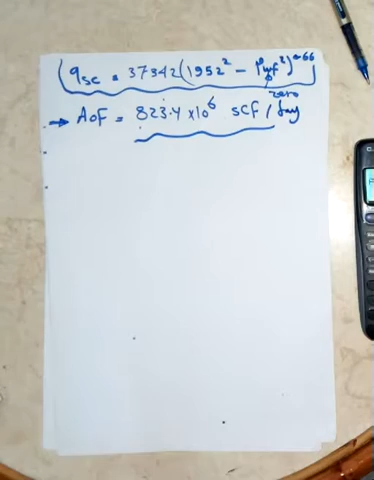 qsc = 37342(1952² - Pwf²)^0.66
zero
→ AOF = 823.4 x10⁶ scf / day